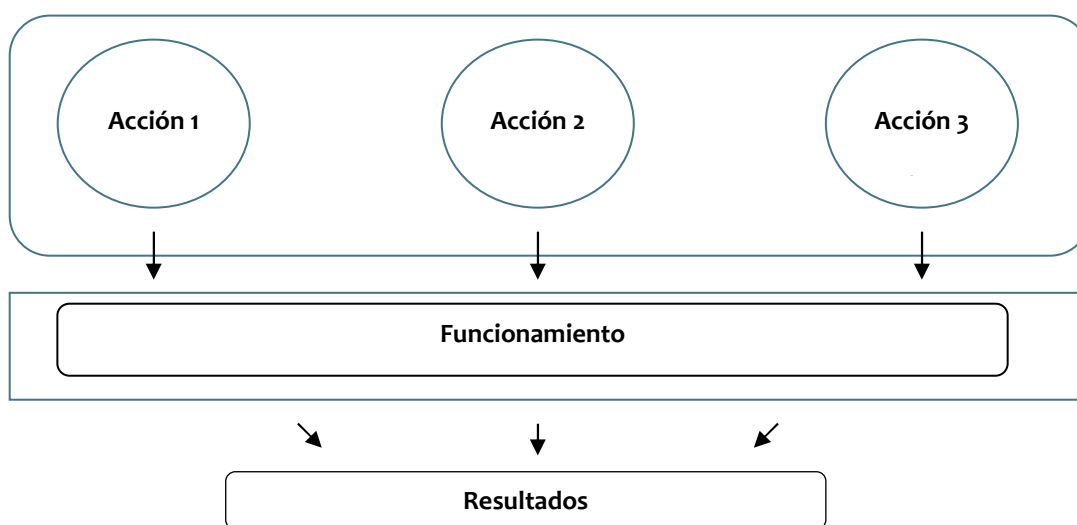 Acción 1
Acción 2
Acción 3
Funcionamiento
Resultados